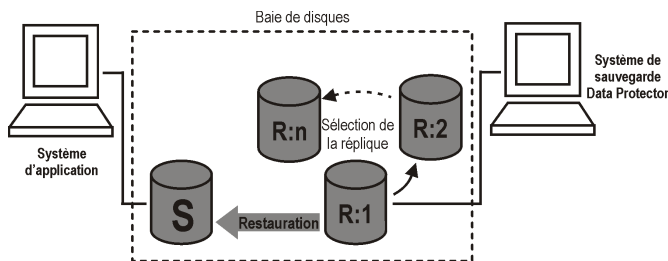 Baie de disques
Système de
sauvegarde
Data Protector
R:n
R:2
Sélection de
la réplique
Système
d'application
S
Restauration
R:1